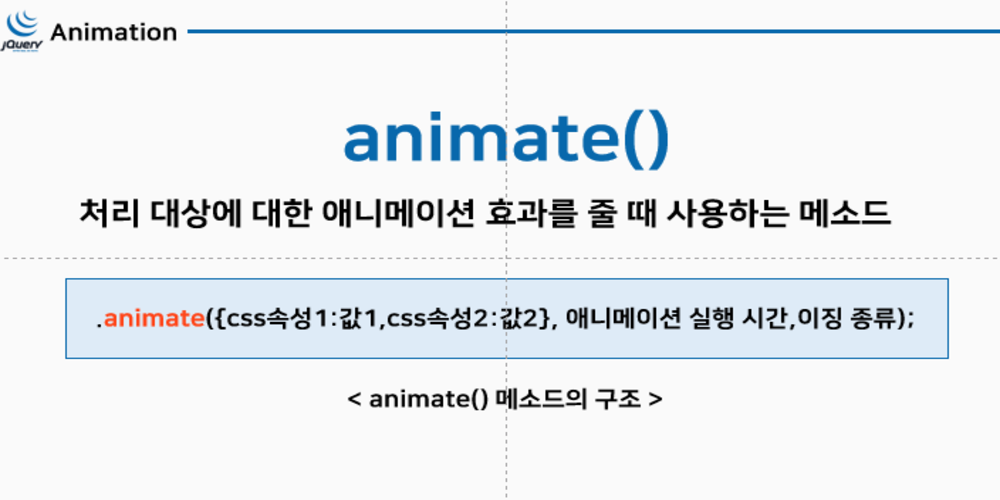 jQuery Animation
animate()
처리 대상에 대한 애니메이션 효과를 줄 때 사용하는 메소드
.animate({css속성1:값1,css속성2:값2}, 애니메이션 실행 시간,이징 종류);
< animate() 메소드의 구조 >